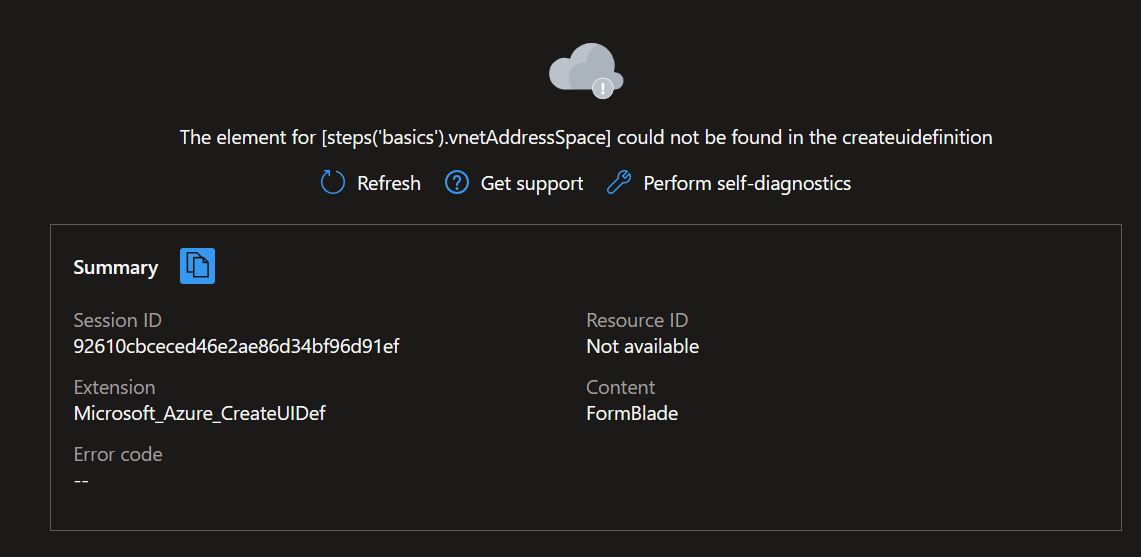 The element for [steps('basics').vnetAddressSpace] could not be found in the createuidefinition
Refresh Get support Perform self-diagnostics
Summary
Session ID
92610cbceced46e2ae86d34bf96d91ef
Resource ID
Not available
Extension
Microsoft_Azure_CreateUIDef
Content
FormBlade
Error code
--